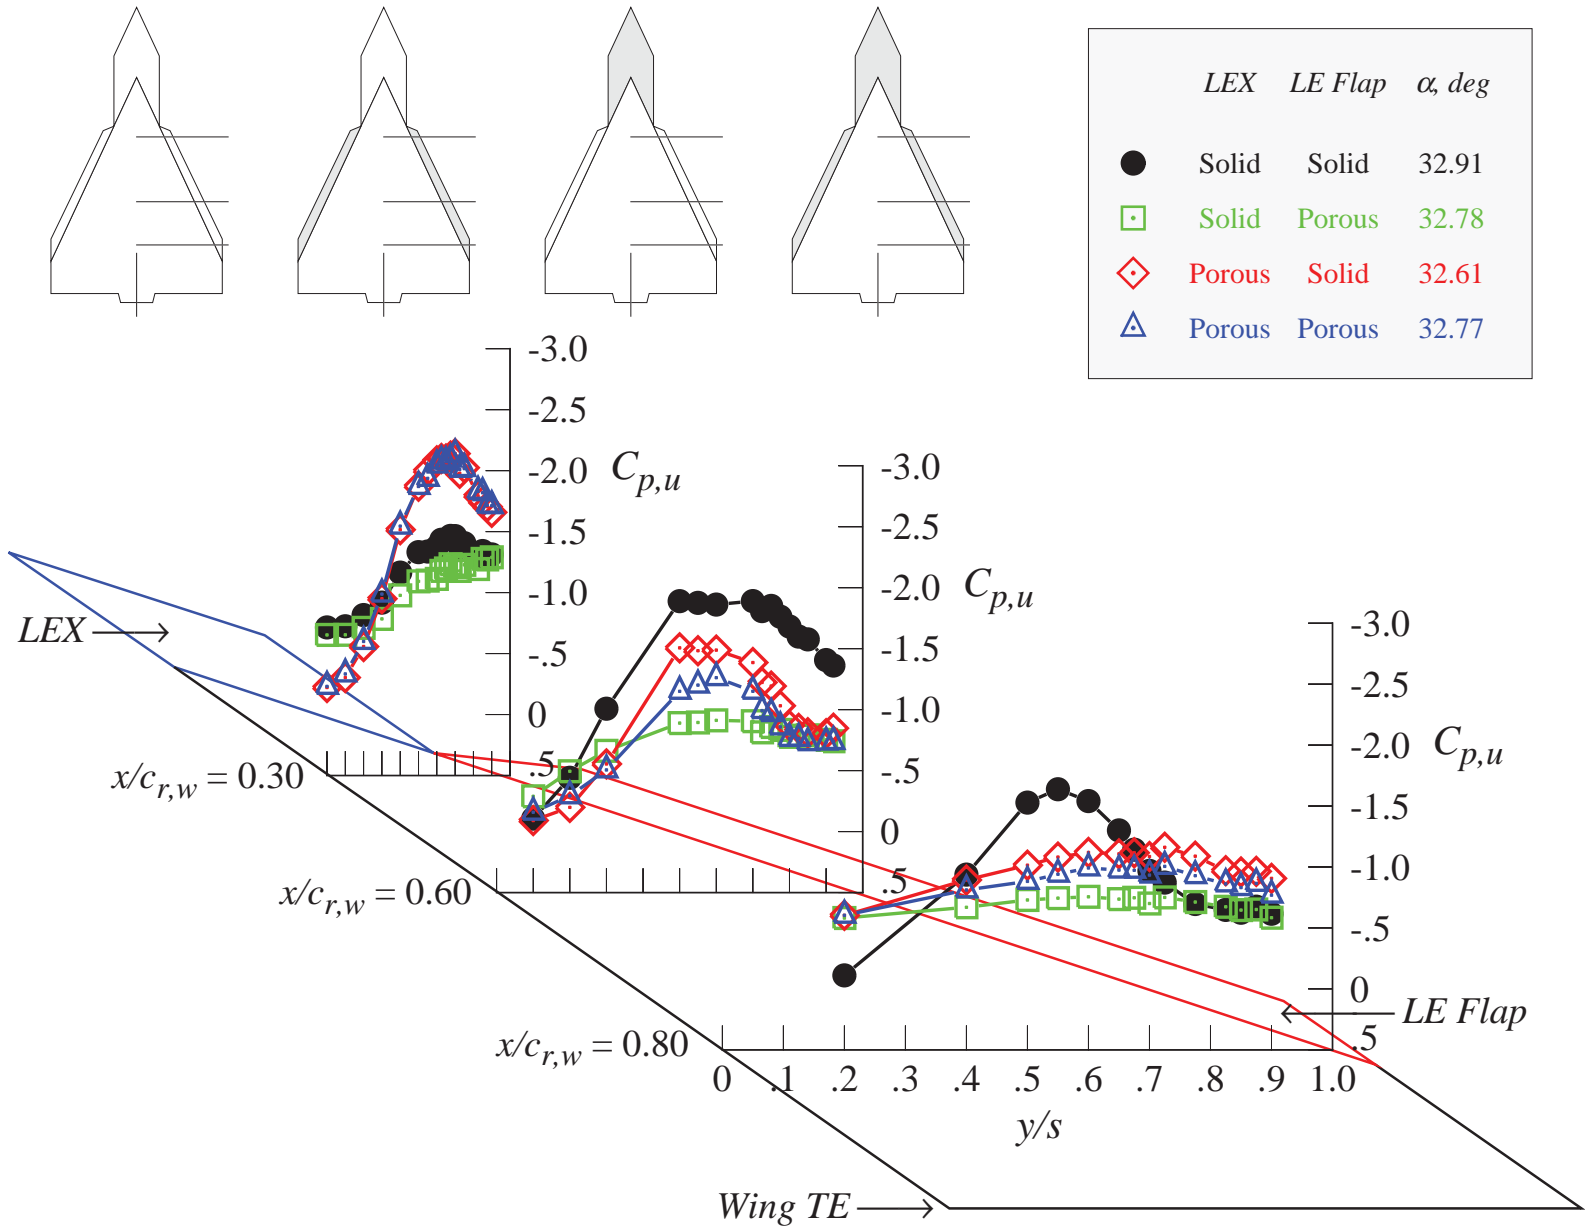 LEX LE Flap α, deg
Solid Solid 32.91
Solid Porous 32.78
Porous Solid 32.61
Porous Porous 32.77
-3.0
-2.5
-2.0
-1.5
-1.0
-.5
0
.5
Cp,u
x/cr,w = 0.30
LEX
-3.0
-2.5
-2.0
-1.5
-1.0
-.5
0
.5
Cp,u
x/cr,w = 0.60
-3.0
-2.5
-2.0
-1.5
-1.0
-.5
0
.5
Cp,u
LE Flap
x/cr,w = 0.80
0 .1 .2 .3 .4 .5 .6 .7 .8 .9 1.0
y/s
Wing TE